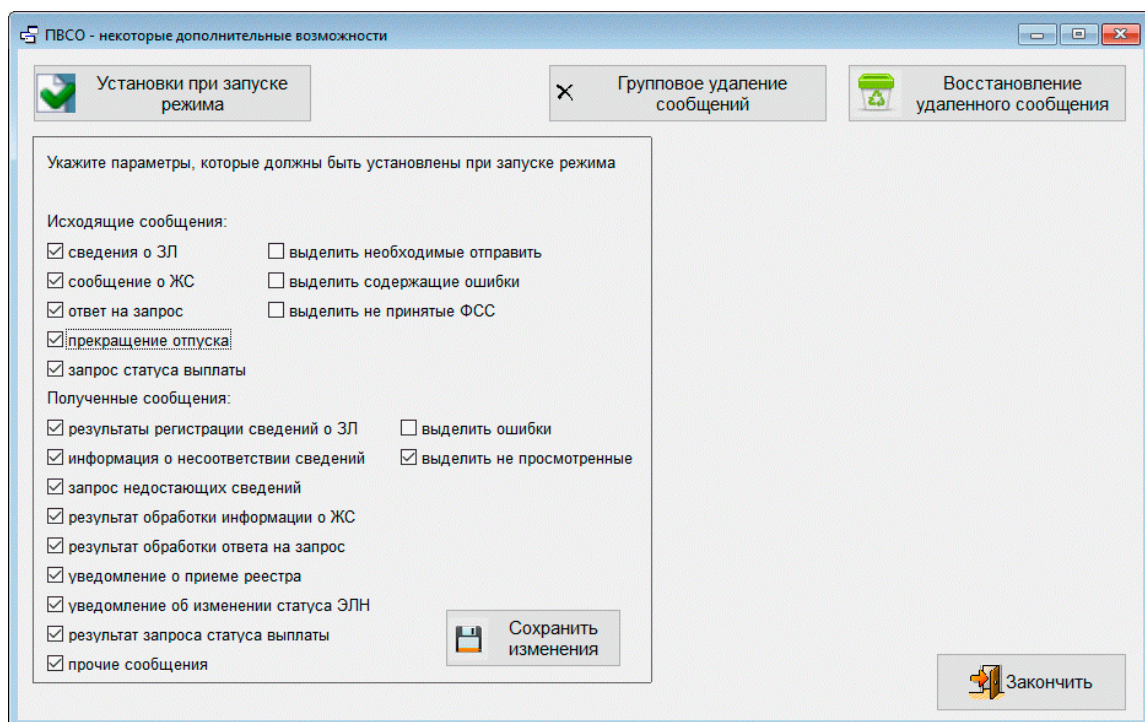 ПВСО - некоторые дополнительные возможности
Установки при запуске
режима
Групповое удаление
сообщений
Восстановление
удаленного сообщения
Укажите параметры, которые должны быть установлены при запуске режима
Исходящие сообщения:
сведения о ЗЛ
выделить необходимые отправить
сообщение о ЖС
выделить содержащие ошибки
ответ на запрос
выделить не принятые ФСС
прекращение отпуска
запрос статуса выплаты
Полученные сообщения:
результаты регистрации сведений о ЗЛ
выделить ошибки
информация о несоответствии сведений
выделить не просмотренные
запрос недостающих сведений
результат обработки информации о ЖС
результат обработки ответа на запрос
уведомление о приеме реестра
уведомление об изменении статуса ЭЛН
результат запроса статуса выплаты
прочие сообщения
Сохранить
изменения
Закончить